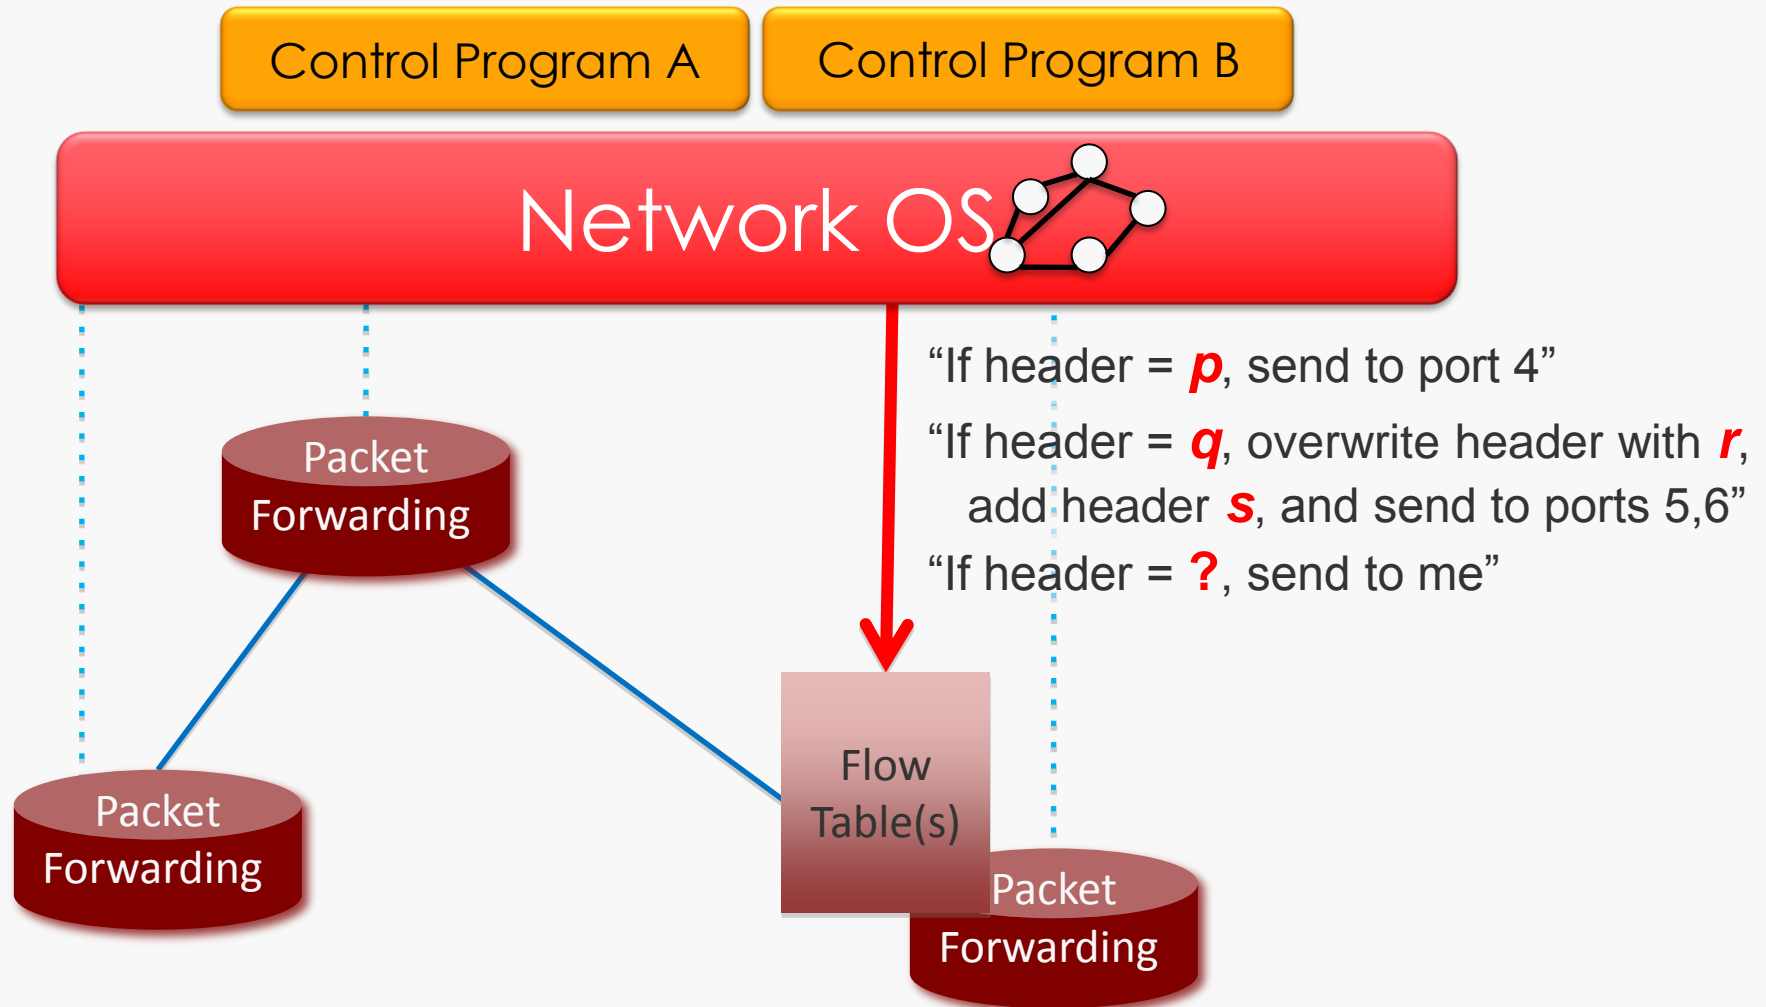 Control Program A
Control Program B
Network OS
“If header = p, send to port 4”
“If header = q, overwrite header with r,
add header s, and send to ports 5,6”
“If header = ?, send to me”
Packet
Forwarding
Flow
Table(s)
Packet
Forwarding
Packet
Forwarding